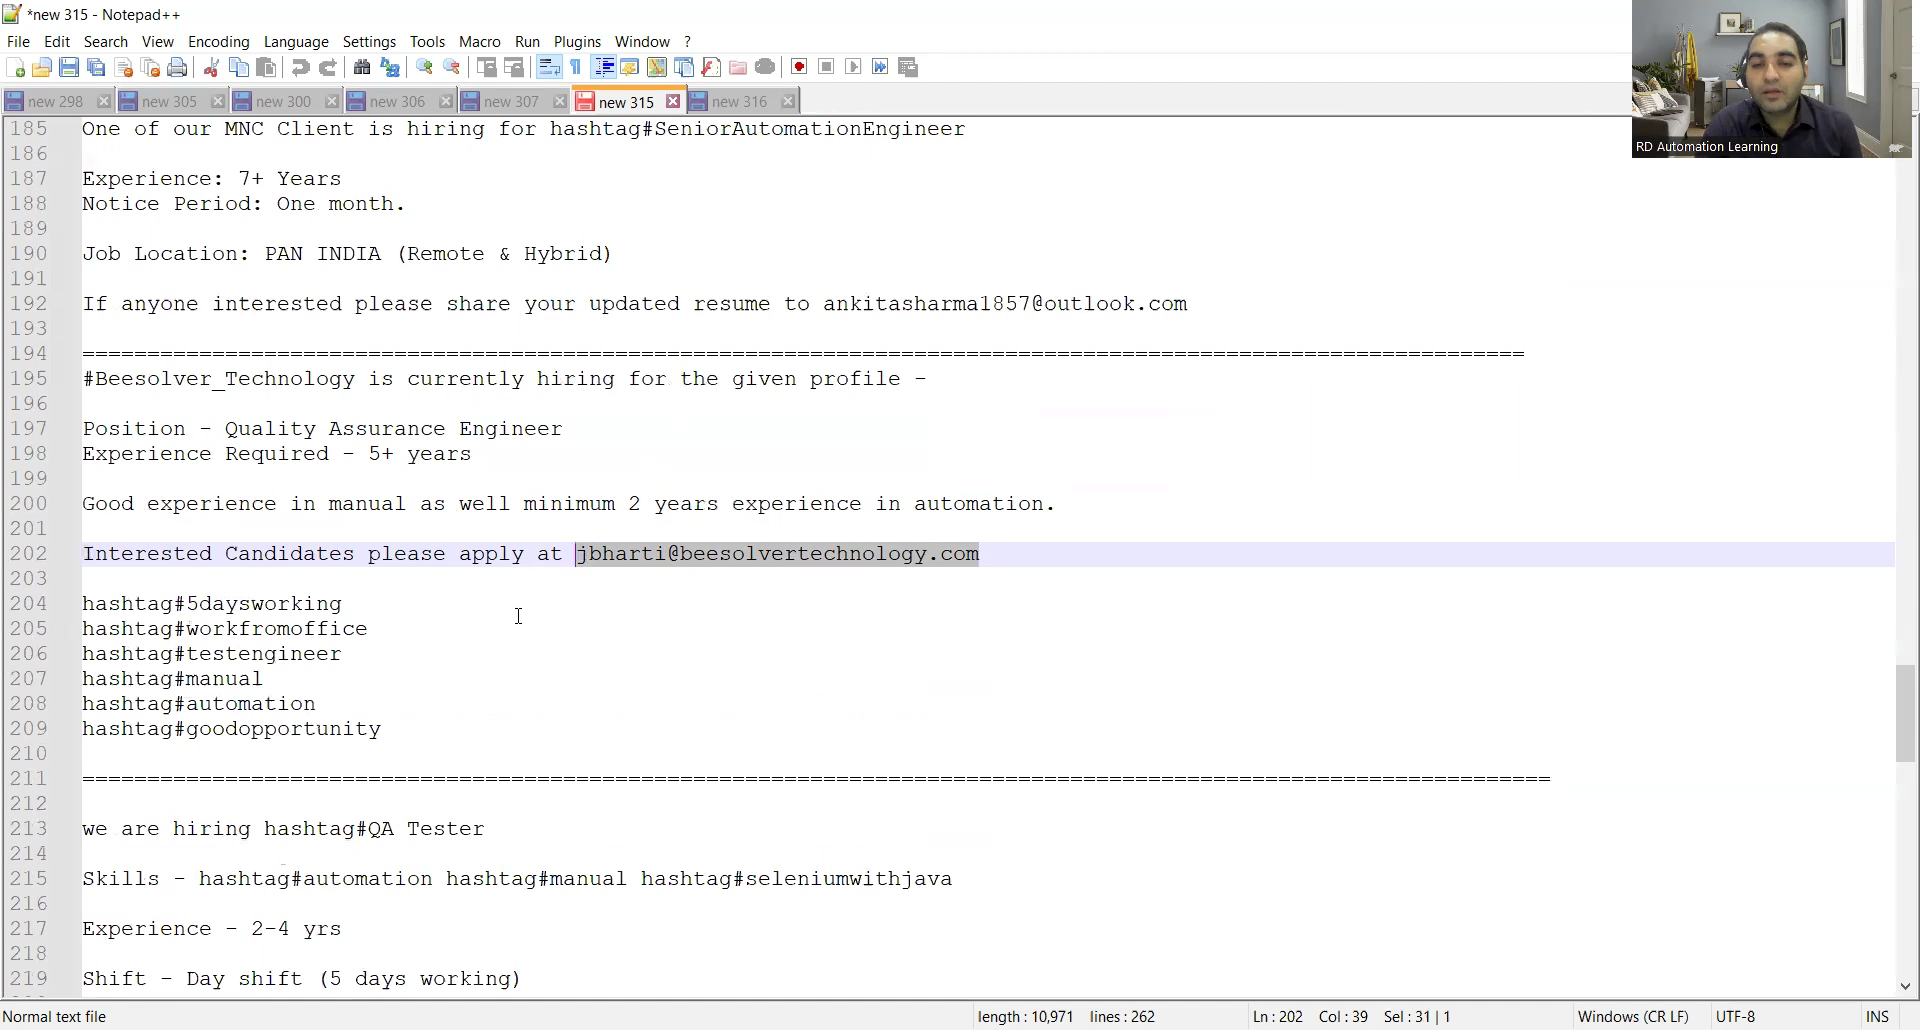 *new 315 - Notepad++
File Edit Search View Encoding Language Settings Tools Macro Run Plugins Window ?
new 298 new 305 new 300 new 306 new 307 new 315 new 316
RD Automation Learning
185 One of our MNC Client is hiring for hashtag#SeniorAutomationEngineer
186
187 Experience: 7+ Years
188 Notice Period: One month.
189
190 Job Location: PAN INDIA (Remote & Hybrid)
191
192 If anyone interested please share your updated resume to ankitasharma1857@outlook.com
193
194 ===============================================================================================================
195 #Beesolver_Technology is currently hiring for the given profile -
196
197 Position - Quality Assurance Engineer
198 Experience Required - 5+ years
199
200 Good experience in manual as well minimum 2 years experience in automation.
201
202 Interested Candidates please apply at jbharti@beesolvertechnology.com
203
204 hashtag#5daysworking
205 hashtag#workfromoffice
206 hashtag#testengineer
207 hashtag#manual
208 hashtag#automation
209 hashtag#goodopportunity
210
211 =================================================================================================================
212
213 we are hiring hashtag#QA Tester
214
215 Skills - hashtag#automation hashtag#manual hashtag#seleniumwithjava
216
217 Experience - 2-4 yrs
218
219 Shift - Day shift (5 days working)
Normal text file length : 10,971 lines : 262 Ln : 202 Col : 39 Sel : 31 | 1 Windows (CR LF) UTF-8 INS